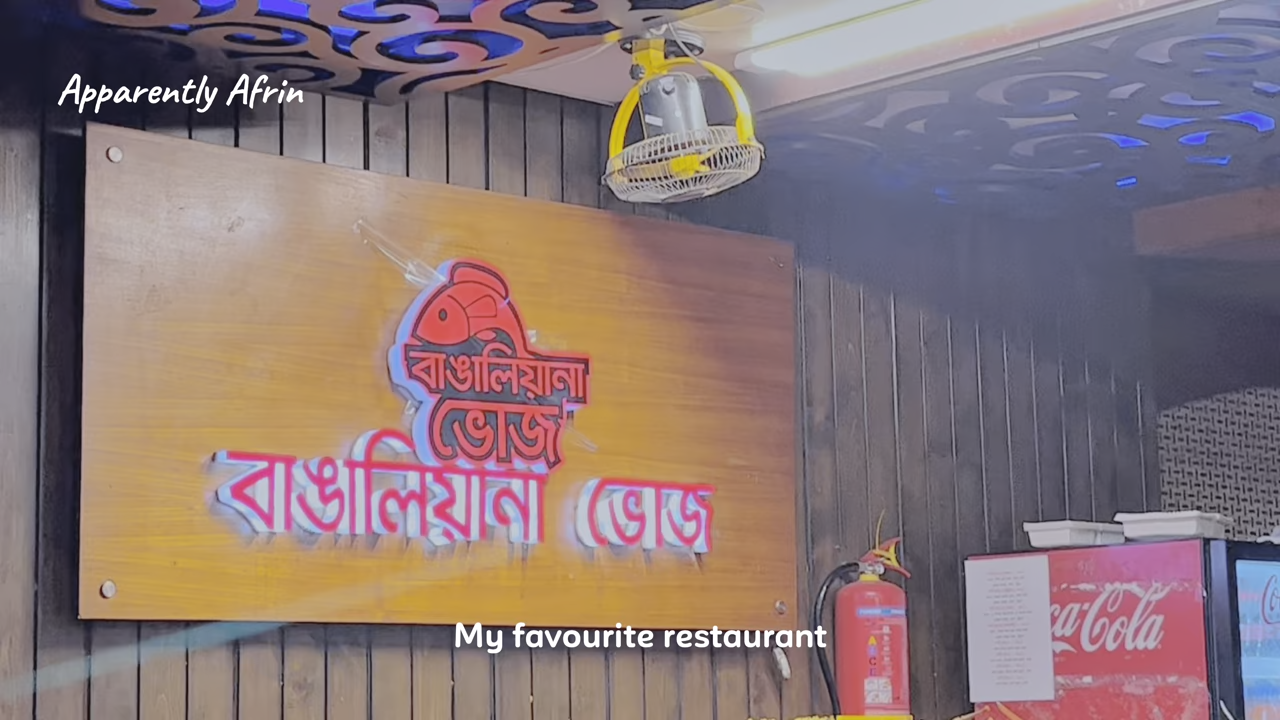 Apparently Afrin
বাঙালিয়ানা
ভোজ
বাঙালিয়ানা ভোজ
My favourite restaurant
Coca-Cola